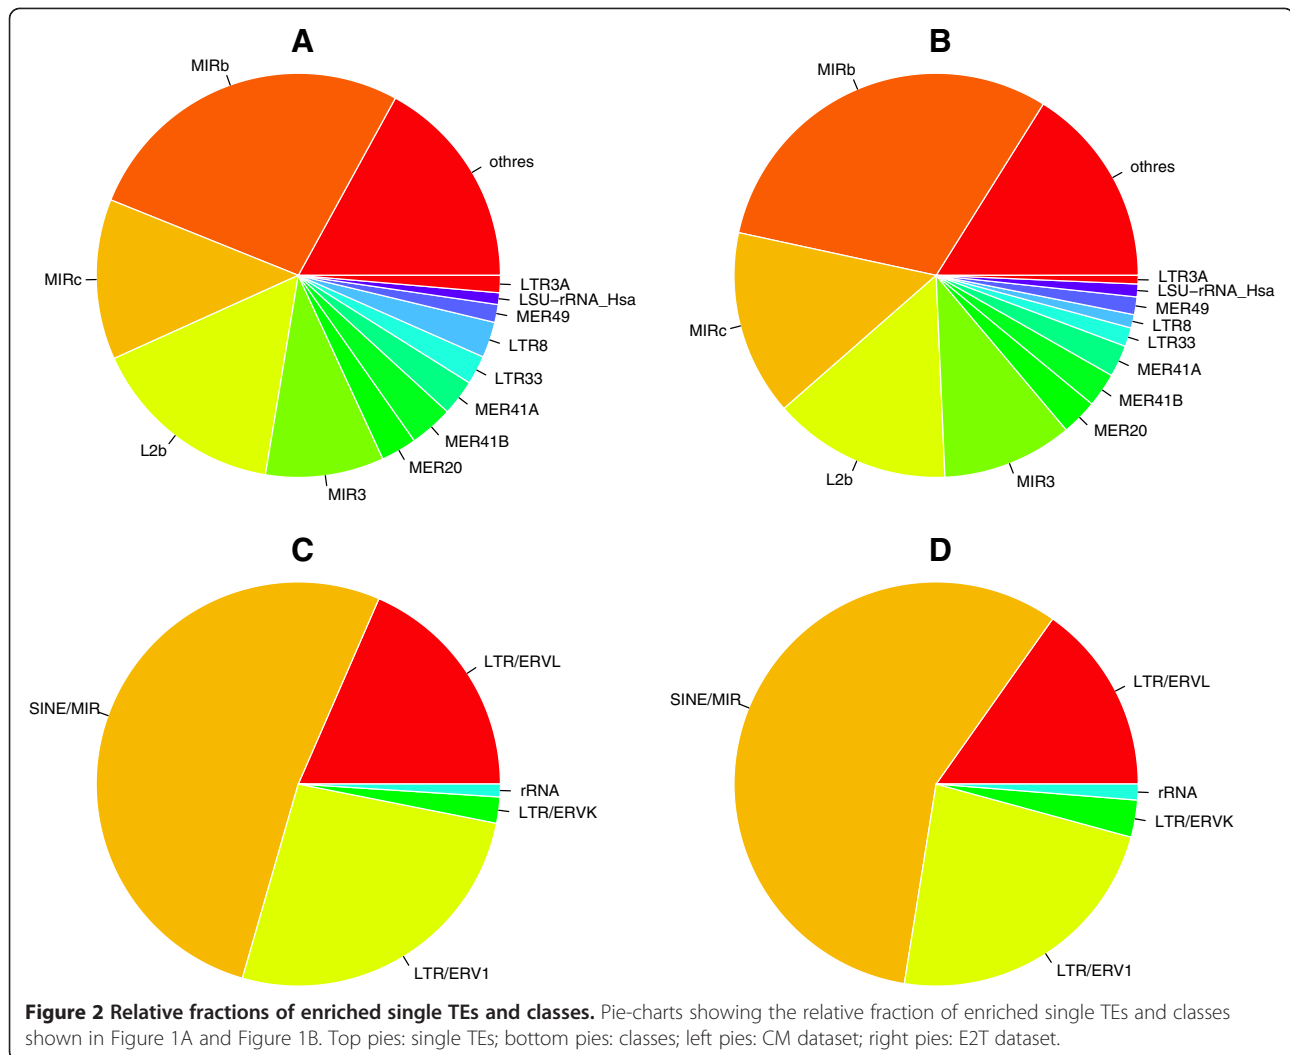 A
MIRb
othres
MIRc
LTR3A
LSU–rRNA_Hsa
MER49
LTR8
LTR33
MER41A
MER41B
MER20
MIR3
L2b
B
MIRb
othres
MIRc
LTR3A
LSU–rRNA_Hsa
MER49
LTR8
LTR33
MER41A
MER41B
MER20
MIR3
L2b
C
LTR/ERVL
SINE/MIR
rRNA
LTR/ERVK
LTR/ERV1
D
LTR/ERVL
SINE/MIR
rRNA
LTR/ERVK
LTR/ERV1
Figure 2 Relative fractions of enriched single TEs and classes. Pie-charts showing the relative fraction of enriched single TEs and classes
shown in Figure 1A and Figure 1B. Top pies: single TEs; bottom pies: classes; left pies: CM dataset; right pies: E2T dataset.